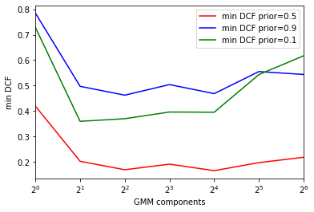 min DCF prior=0.5
min DCF prior=0.9
min DCF prior=0.1
min DCF
0.8
0.7
0.6
0.5
0.4
0.3
0.2
2⁰ 2¹ 2² 2³ 2⁴ 2⁵ 2⁶
GMM components